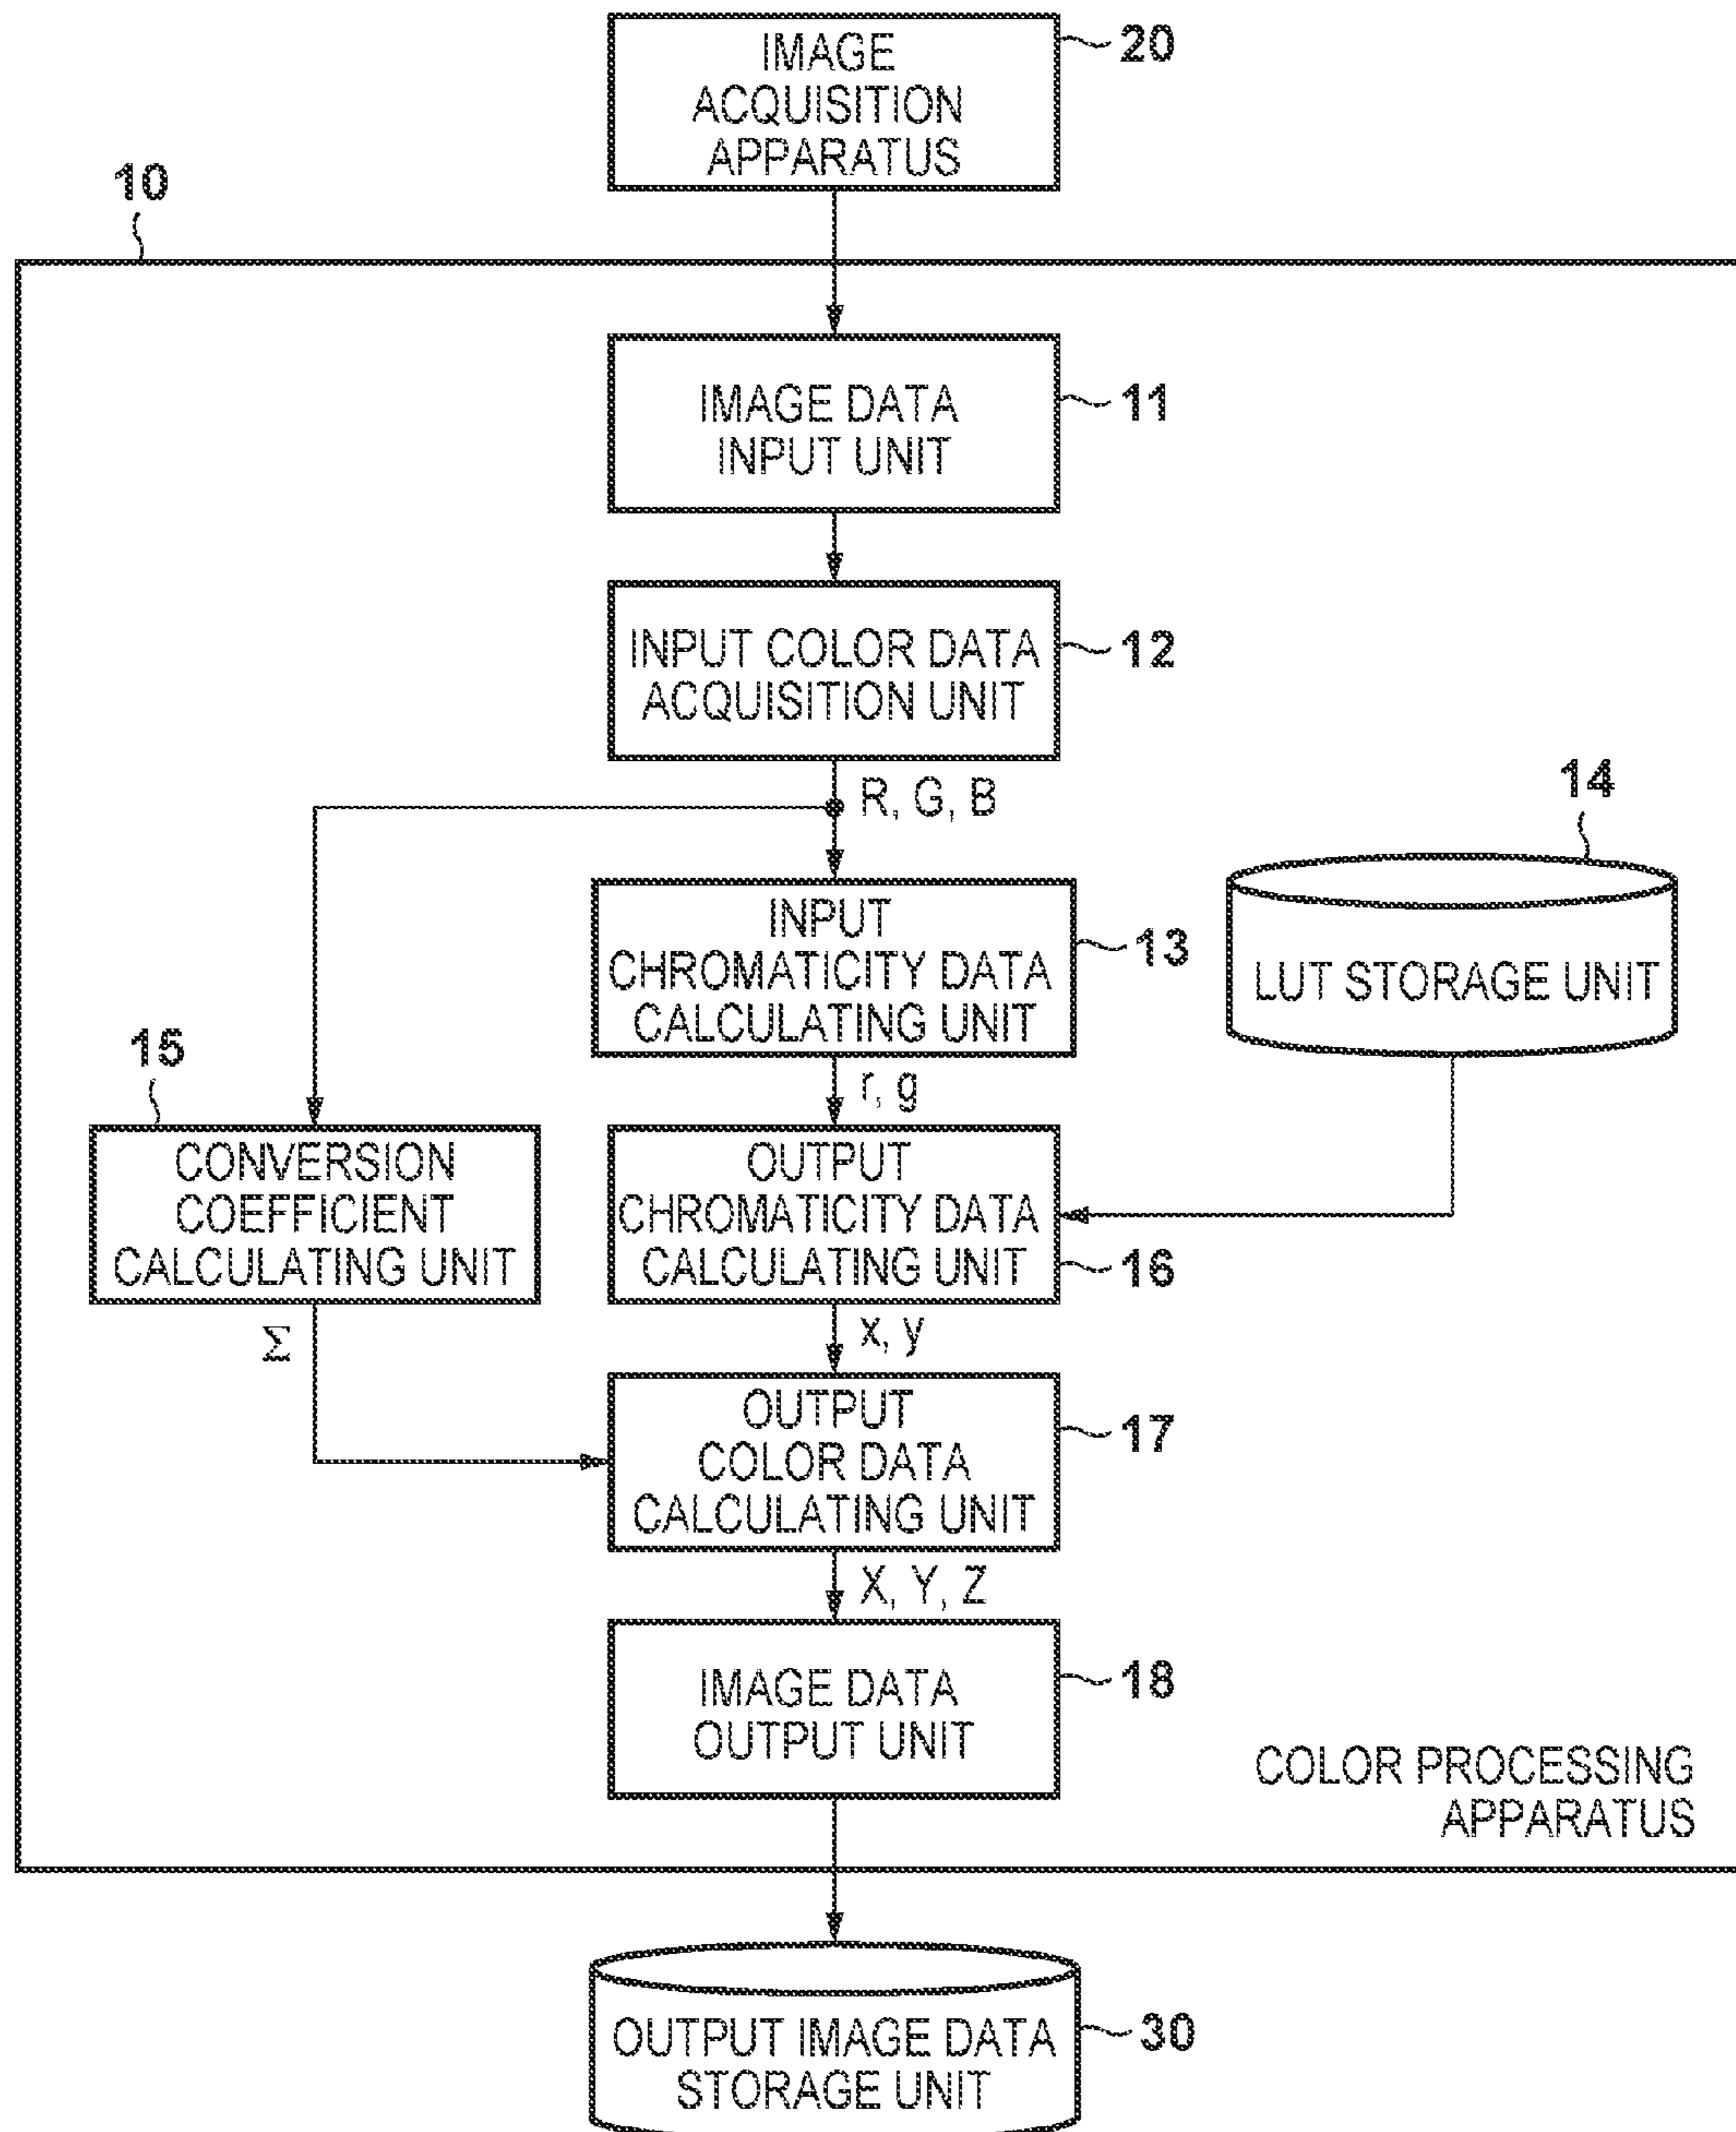 IMAGE
ACQUISITION
APPARATUS
20
10
IMAGE DATA
INPUT UNIT
11
INPUT COLOR DATA
ACQUISITION UNIT
12
R, G, B
14
INPUT
CHROMATICITY DATA
CALCULATING UNIT
13
LUT STORAGE UNIT
r, g
15
CONVERSION
COEFFICIENT
CALCULATING UNIT
OUTPUT
CHROMATICITY DATA
CALCULATING UNIT
16
Σ
x, y
OUTPUT
COLOR DATA
CALCULATING UNIT
17
X, Y, Z
IMAGE DATA
OUTPUT UNIT
18
COLOR PROCESSING
APPARATUS
OUTPUT IMAGE DATA
STORAGE UNIT
30